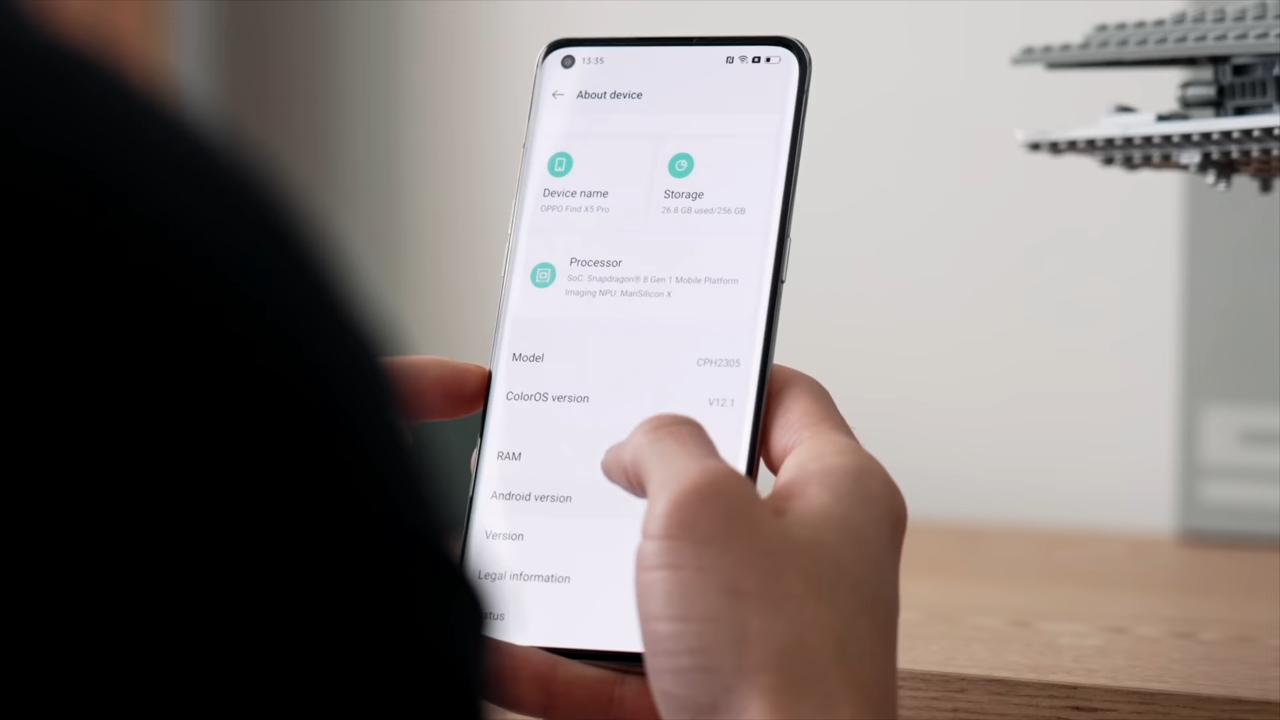 13:35
About device
Device name
OPPO Find X5 Pro
Storage
26.8 GB used/256 GB
Processor
SoC: Snapdragon® 8 Gen 1 Mobile Platform
Imaging NPU: MariSilicon X
Model CPH2305
ColorOS version V12.1
RAM
Android version
Version
Legal information
atus